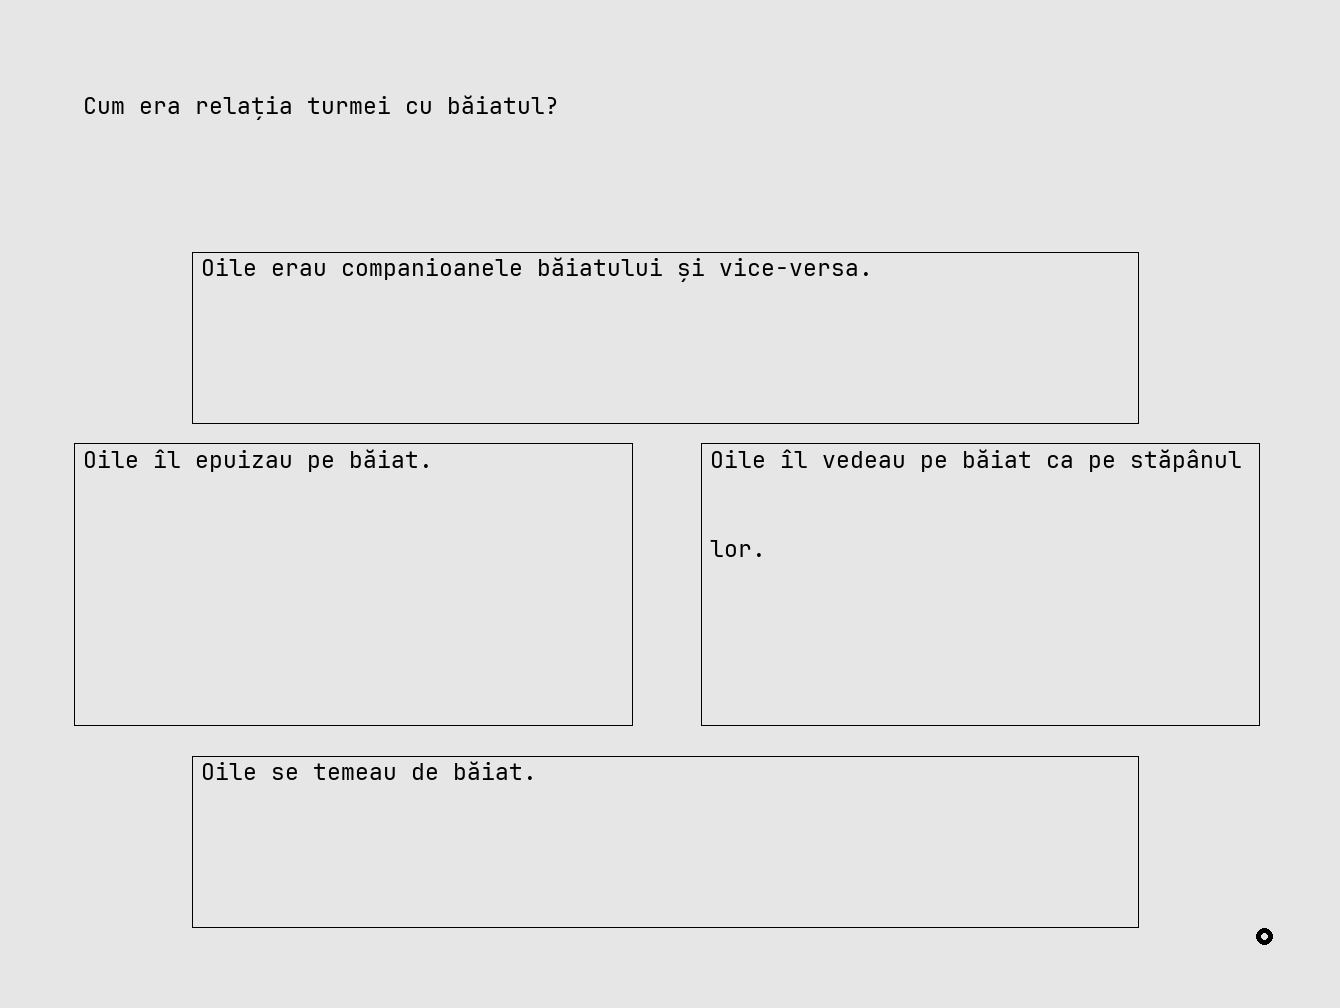 Cum era relația turmei cu băiatul?
Oile erau companioanele băiatului și vice-versa.
Oile îl epuizau pe băiat.
Oile îl vedeau pe băiat ca pe stăpânul
lor.
Oile se temeau de băiat.